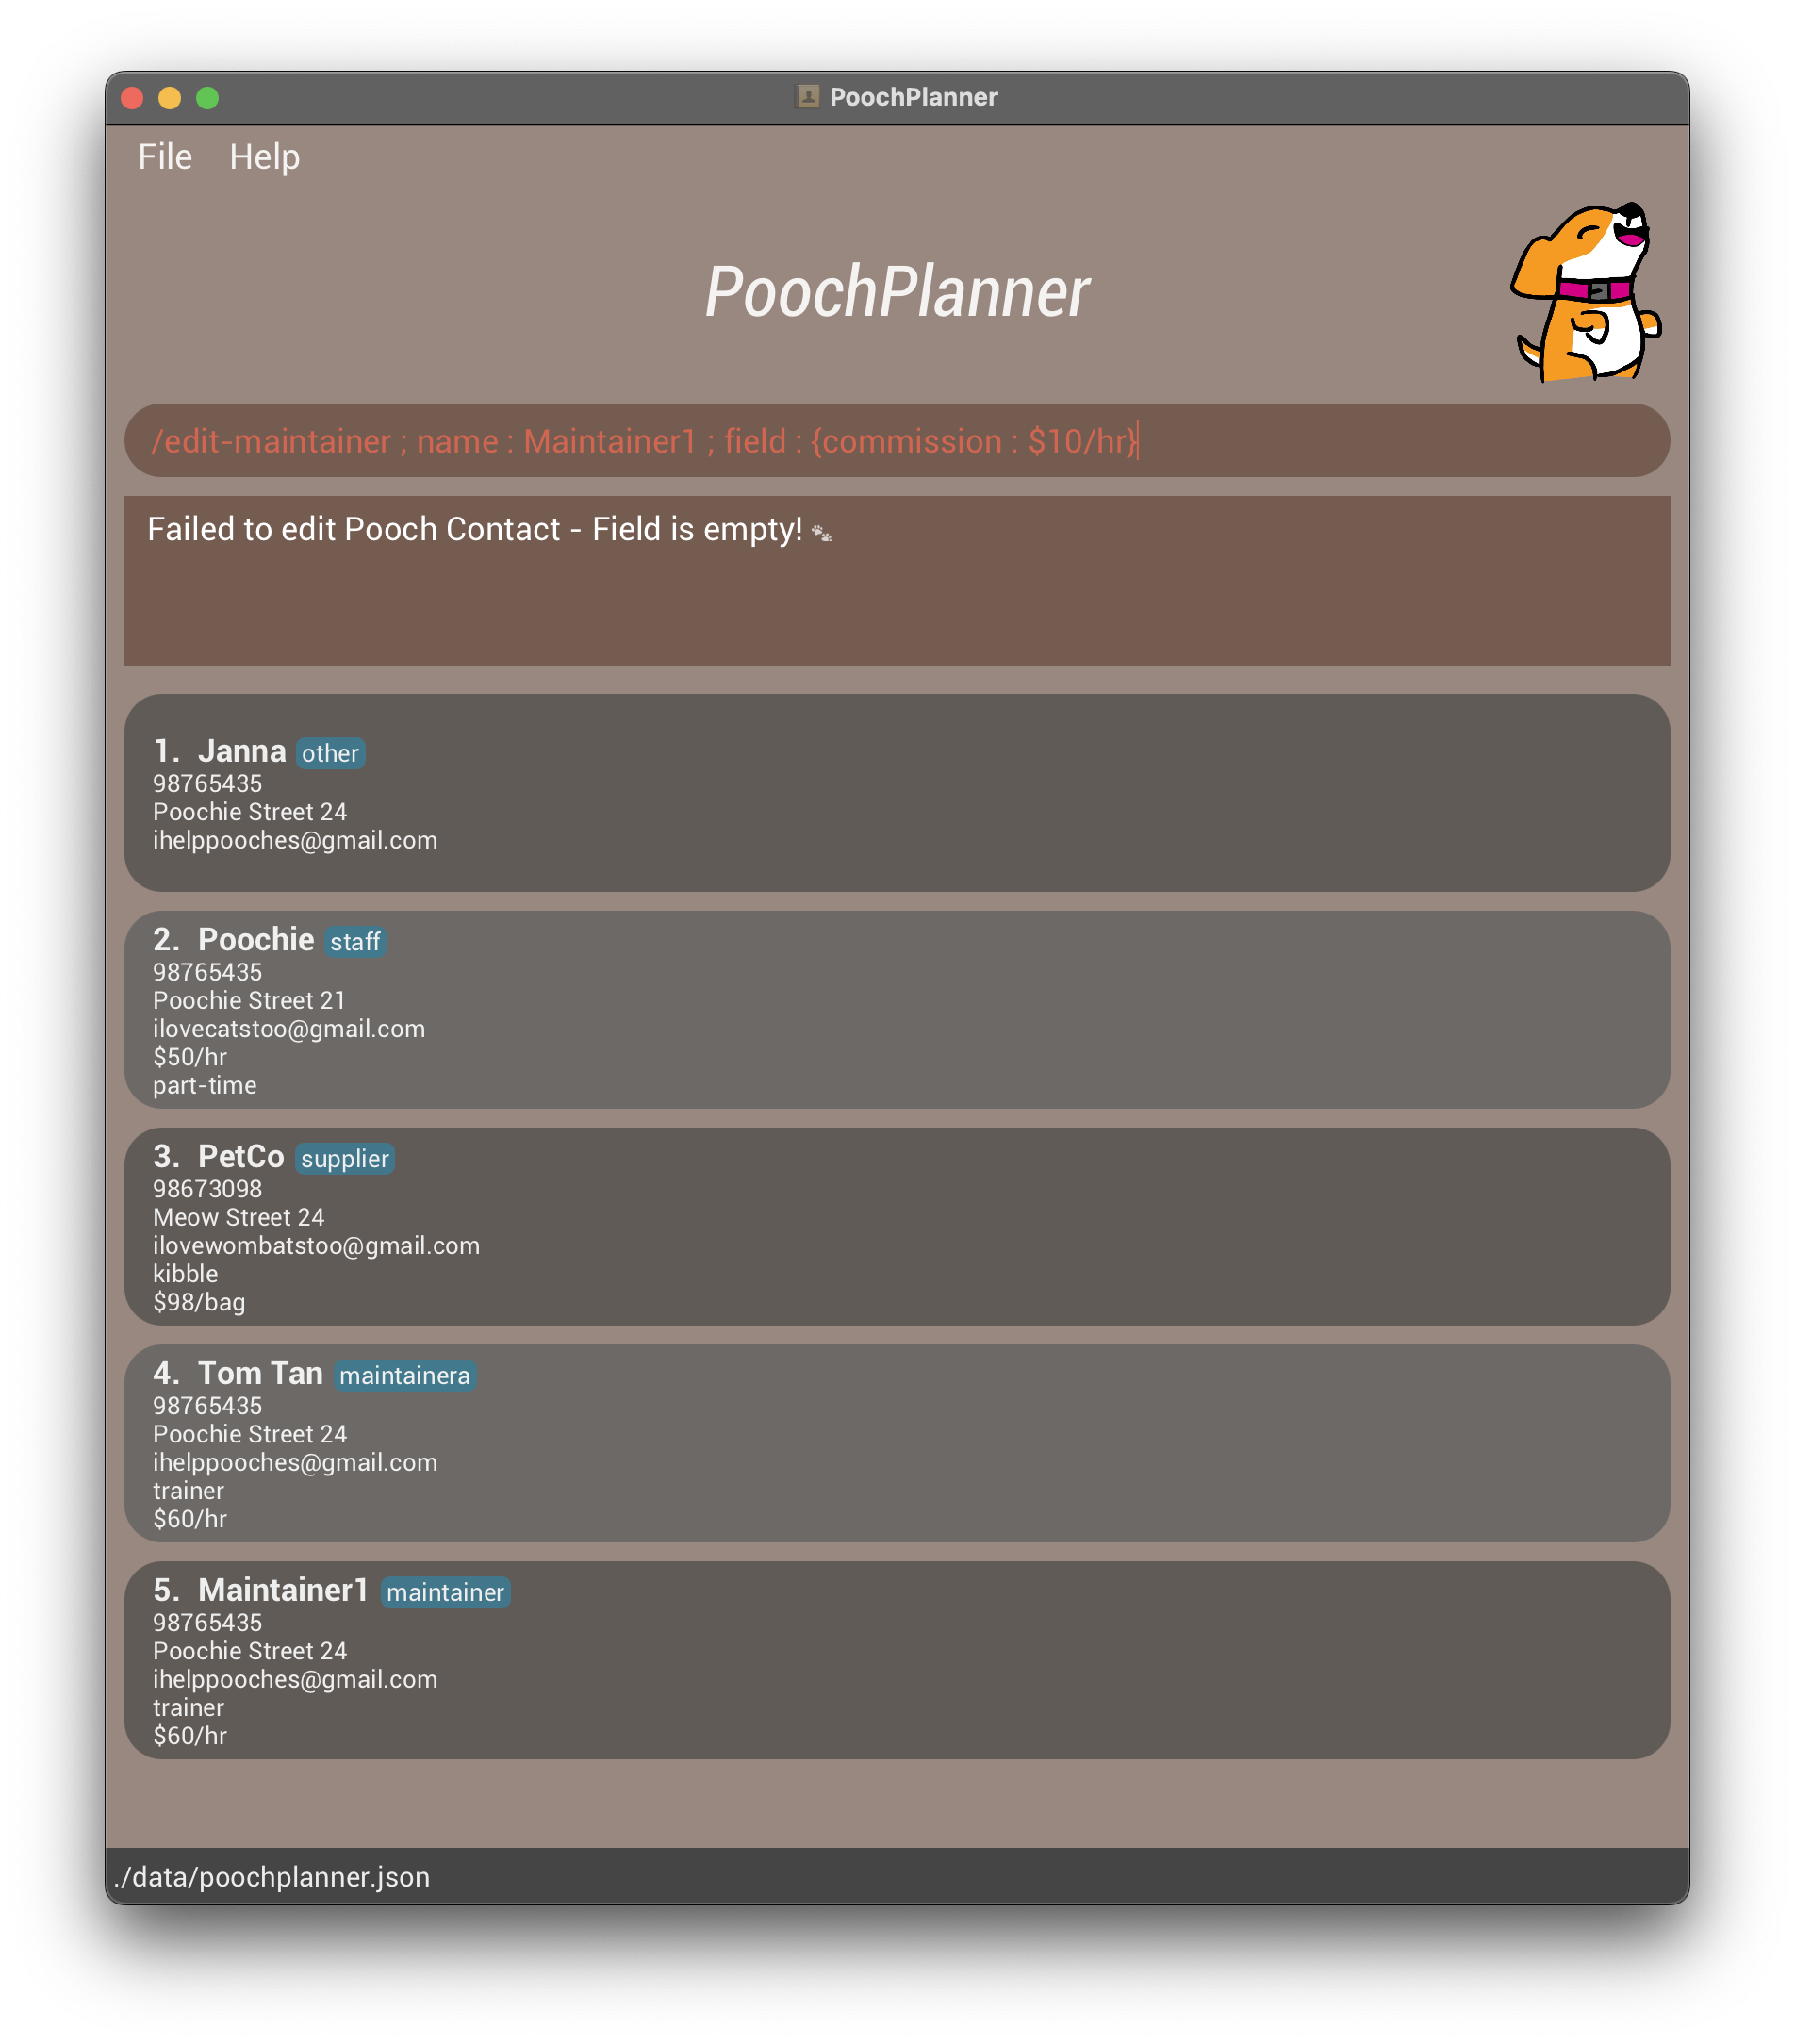 PoochPlanner
File Help
PoochPlanner
/edit-maintainer ; name : Maintainer1 ; field : {commission : $10/hr}
Failed to edit Pooch Contact - Field is empty! 🐾
1. Janna other
98765435
Poochie Street 24
ihelppooches@gmail.com
2. Poochie staff
98765435
Poochie Street 21
ilovecatstoo@gmail.com
$50/hr
part-time
3. PetCo supplier
98673098
Meow Street 24
ilovewombatstoo@gmail.com
kibble
$98/bag
4. Tom Tan maintainera
98765435
Poochie Street 24
ihelppooches@gmail.com
trainer
$60/hr
5. Maintainer1 maintainer
98765435
Poochie Street 24
ihelppooches@gmail.com
trainer
$60/hr
./data/poochplanner.json